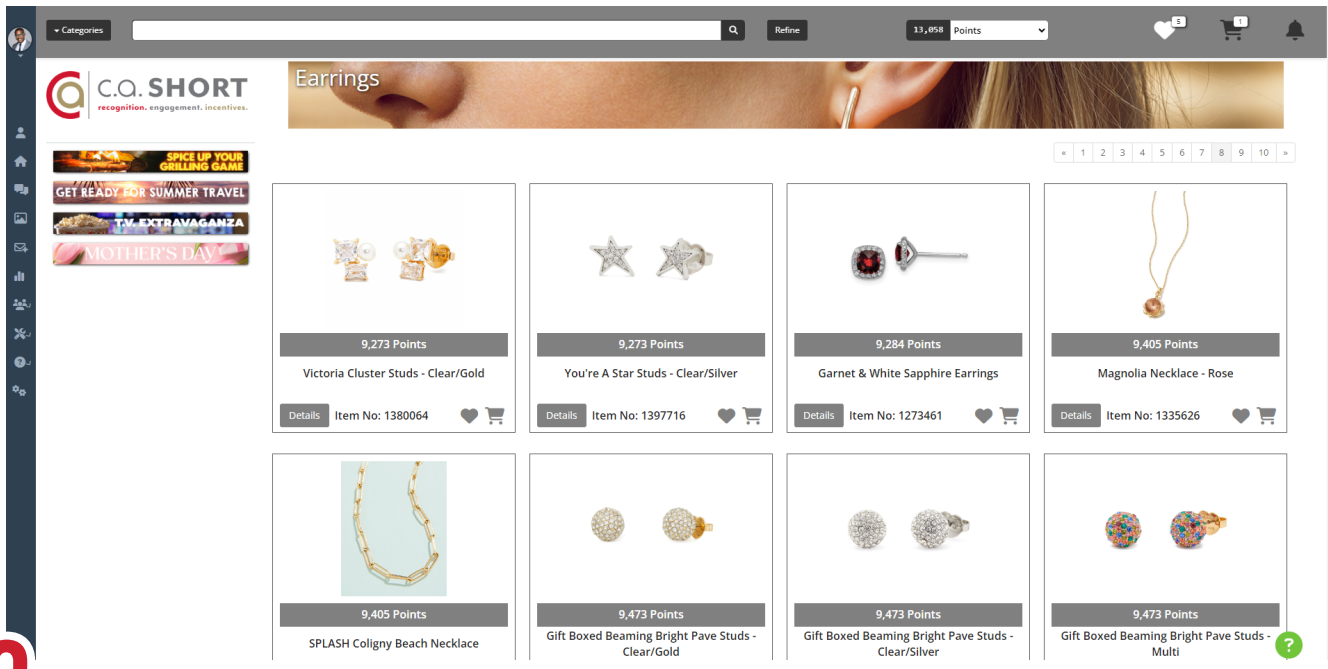 Categories
Refine
13,058 Points
5
1
c.a. SHORT
recognition. engagement. incentives.
Earrings
« 1 2 3 4 5 6 7 8 9 10 »
SPICE UP YOUR
GRILLING GAME
GET READY FOR SUMMER TRAVEL
T.V. EXTRAVAGANZA
MOTHER'S DAY
9,273 Points
Victoria Cluster Studs - Clear/Gold
Details Item No: 1380064
9,273 Points
You're A Star Studs - Clear/Silver
Details Item No: 1397716
9,284 Points
Garnet & White Sapphire Earrings
Details Item No: 1273461
9,405 Points
Magnolia Necklace - Rose
Details Item No: 1335626
9,405 Points
SPLASH Coligny Beach Necklace
9,473 Points
Gift Boxed Beaming Bright Pave Studs -
Clear/Gold
9,473 Points
Gift Boxed Beaming Bright Pave Studs -
Clear/Silver
9,473 Points
Gift Boxed Beaming Bright Pave Studs -
Multi
?